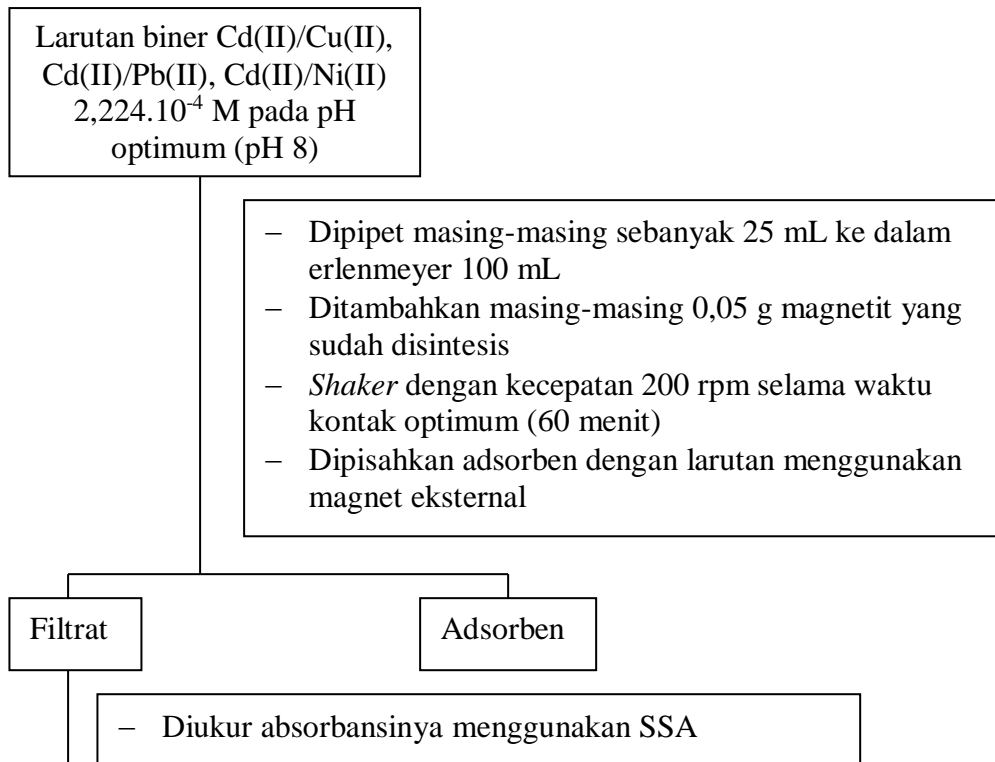 Larutan biner Cd(II)/Cu(II),
Cd(II)/Pb(II), Cd(II)/Ni(II)
2,224.10⁻⁴ M pada pH
optimum (pH 8)
– Dipipet masing-masing sebanyak 25 mL ke dalam
erlenmeyer 100 mL
– Ditambahkan masing-masing 0,05 g magnetit yang
sudah disintesis
– Shaker dengan kecepatan 200 rpm selama waktu
kontak optimum (60 menit)
– Dipisahkan adsorben dengan larutan menggunakan
magnet eksternal
Filtrat
Adsorben
– Diukur absorbansinya menggunakan SSA